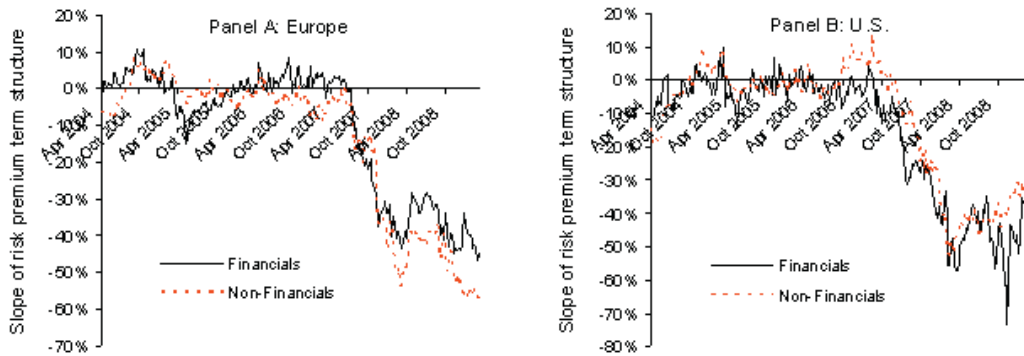 Panel A: Europe
Slope of risk premium term structure
20%
10%
0%
-10%
-20%
-30%
-40%
-50%
-60%
-70%
Apr 2004
Oct 2004
Apr 2005
Oct 2005
Apr 2006
Oct 2006
Apr 2007
Oct 2007
Apr 2008
Oct 2008
Financials
Non-Financials
Panel B: U.S.
Slope of risk premium term structure
20%
10%
0%
-10%
-20%
-30%
-40%
-50%
-60%
-70%
-80%
Apr 2004
Oct 2004
Apr 2005
Oct 2005
Apr 2006
Oct 2006
Apr 2007
Oct 2007
Apr 2008
Oct 2008
Financials
Non-Financials